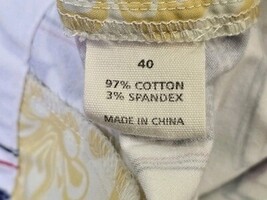 40
97% COTTON
3% SPANDEX
MADE IN CHINA